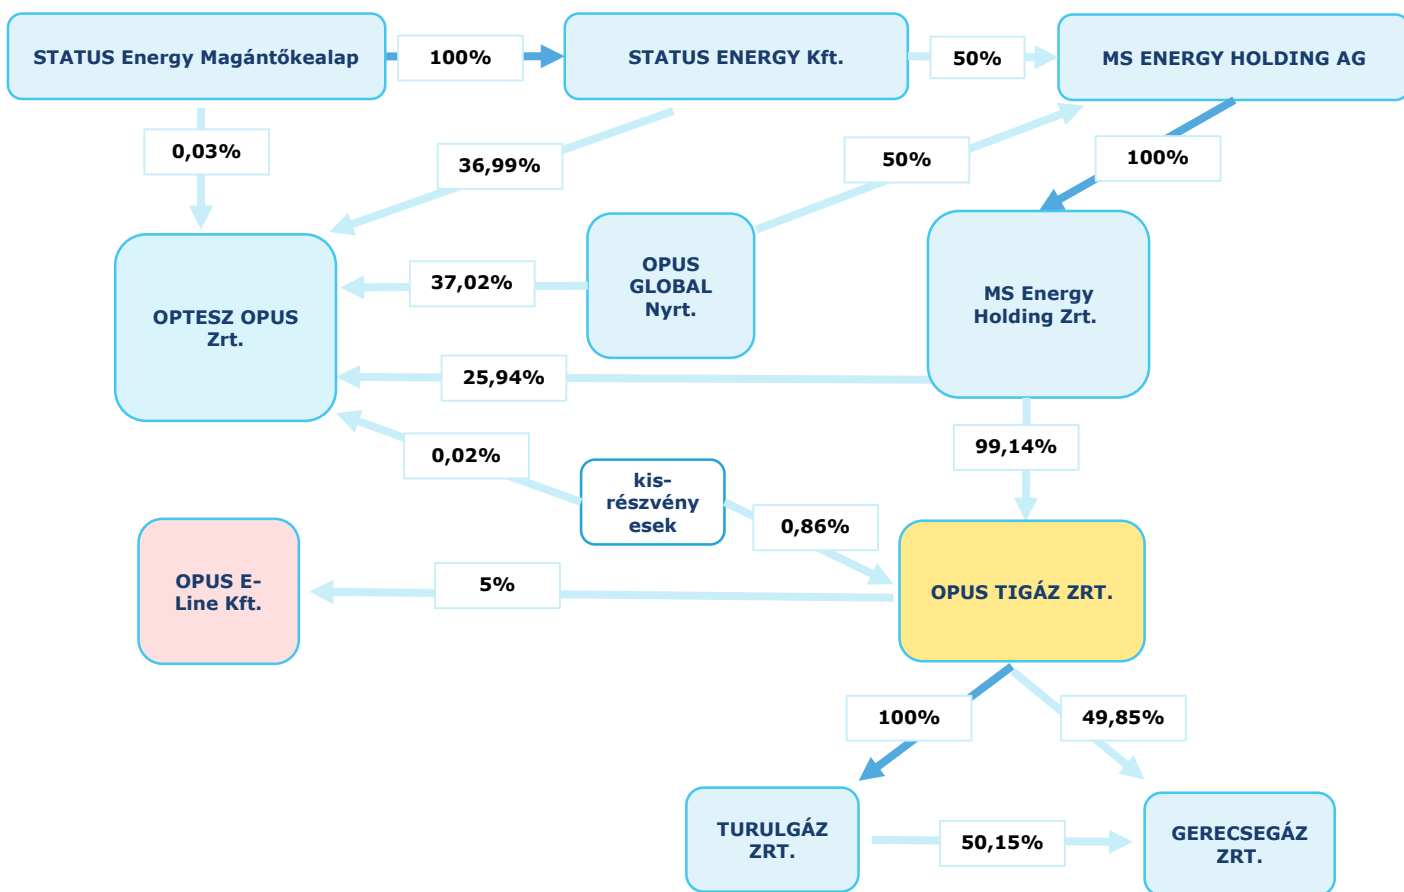 STATUS Energy Magántőkealap
100%
STATUS ENERGY Kft.
50%
MS ENERGY HOLDING AG
0,03%
36,99%
50%
100%
OPTESZ OPUS
Zrt.
37,02%
OPUS
GLOBAL
Nyrt.
MS Energy
Holding Zrt.
25,94%
0,02%
kis-
részvény
esek
99,14%
0,86%
OPUS E-
Line Kft.
5%
OPUS TIGÁZ ZRT.
100%
49,85%
TURULGÁZ
ZRT.
50,15%
GERECSEGÁZ
ZRT.